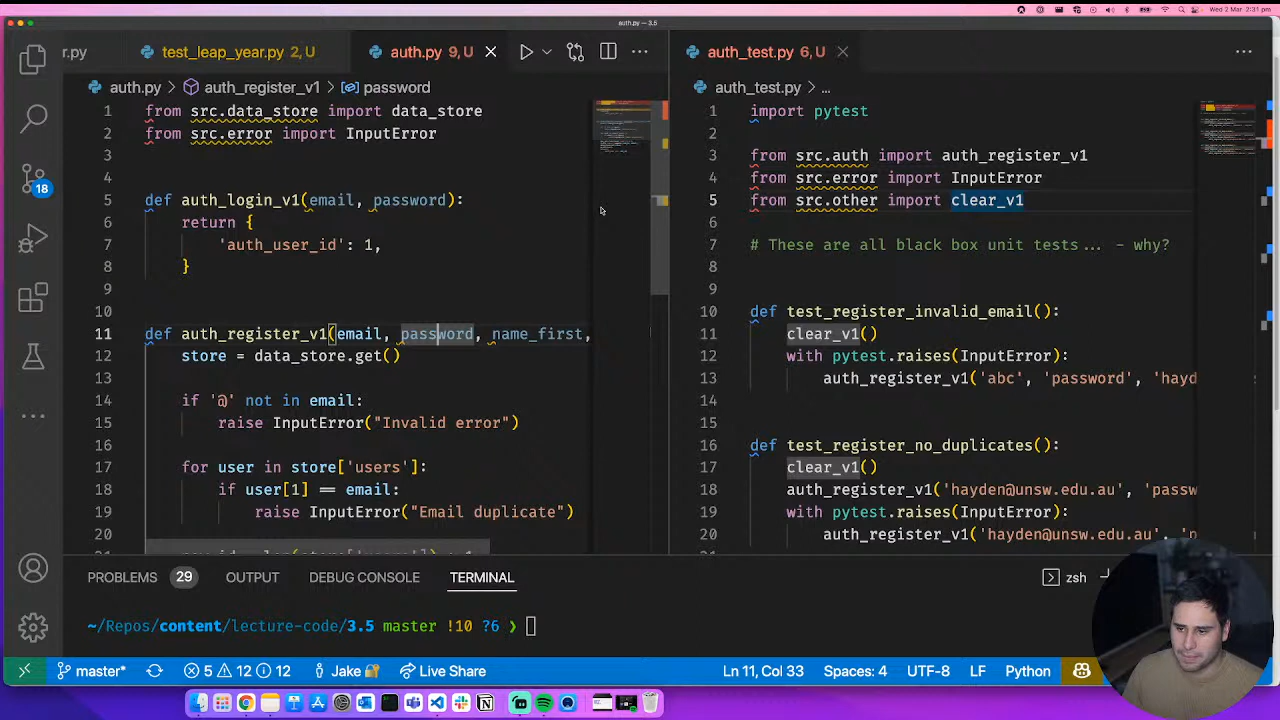 Wed 2 Mar 2:31 pm
auth.py — 3.5
r.py
test_leap_year.py 2, U
auth.py 9, U
auth_test.py 6, U
auth.py > auth_register_v1 > password
auth_test.py > ...
1 from src.data_store import data_store
2 from src.error import InputError
3
4
5 def auth_login_v1(email, password):
6 return {
7 'auth_user_id': 1,
8 }
9
10
11 def auth_register_v1(email, password, name_first,
12 store = data_store.get()
13
14 if '@' not in email:
15 raise InputError("Invalid error")
16
17 for user in store['users']:
18 if user[1] == email:
19 raise InputError("Email duplicate")
20
1 import pytest
2
3 from src.auth import auth_register_v1
4 from src.error import InputError
5 from src.other import clear_v1
6
7 # These are all black box unit tests... - why?
8
9
10 def test_register_invalid_email():
11 clear_v1()
12 with pytest.raises(InputError):
13 auth_register_v1('abc', 'password', 'hayd
14
15
16 def test_register_no_duplicates():
17 clear_v1()
18 auth_register_v1('hayden@unsw.edu.au', 'passw
19 with pytest.raises(InputError):
20 auth_register_v1('hayden@unsw.edu.au', 'p
18
PROBLEMS 29 OUTPUT DEBUG CONSOLE TERMINAL
zsh
~/Repos/content/lecture-code/3.5 master !10 ?6 ❯
master* 5 12 12 Jake Live Share Ln 11, Col 33 Spaces: 4 UTF-8 LF Python